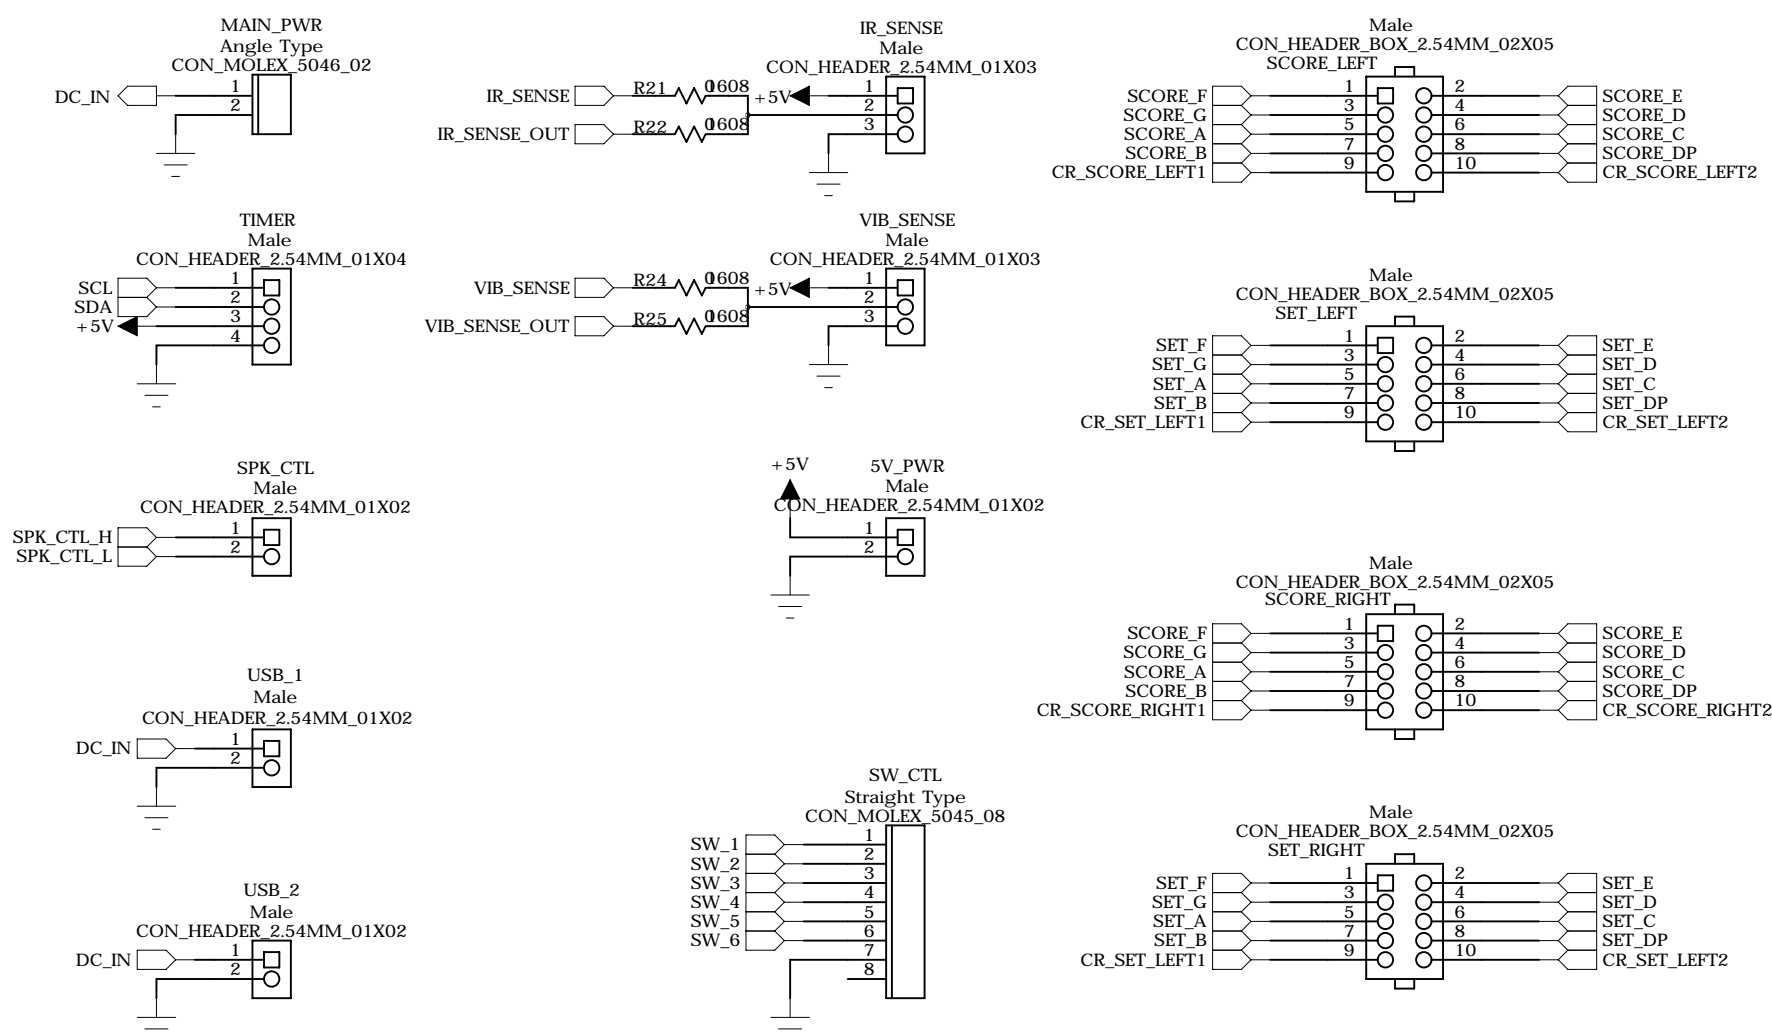 MAIN_PWR
Angle Type
CON_MOLEX_5046_02
DC_IN
1
2
IR_SENSE
Male
CON_HEADER_2.54MM_01X03
IR_SENSE
R21
0
1608
+5V
1
2
IR_SENSE_OUT
R22
0
1608
3
Male
CON_HEADER_BOX_2.54MM_02X05
SCORE_LEFT
SCORE_F 1 2 SCORE_E
SCORE_G 3 4 SCORE_D
SCORE_A 5 6 SCORE_C
SCORE_B 7 8 SCORE_DP
CR_SCORE_LEFT1 9 10 CR_SCORE_LEFT2
TIMER
Male
CON_HEADER_2.54MM_01X04
SCL 1
SDA 2
+5V 3
4
VIB_SENSE
Male
CON_HEADER_2.54MM_01X03
VIB_SENSE
R24
0
1608
+5V
1
2
VIB_SENSE_OUT
R25
0
1608
3
Male
CON_HEADER_BOX_2.54MM_02X05
SET_LEFT
SET_F 1 2 SET_E
SET_G 3 4 SET_D
SET_A 5 6 SET_C
SET_B 7 8 SET_DP
CR_SET_LEFT1 9 10 CR_SET_LEFT2
SPK_CTL
Male
CON_HEADER_2.54MM_01X02
SPK_CTL_H 1
SPK_CTL_L 2
+5V
5V_PWR
Male
CON_HEADER_2.54MM_01X02
1
2
Male
CON_HEADER_BOX_2.54MM_02X05
SCORE_RIGHT
SCORE_F 1 2 SCORE_E
SCORE_G 3 4 SCORE_D
SCORE_A 5 6 SCORE_C
SCORE_B 7 8 SCORE_DP
CR_SCORE_RIGHT1 9 10 CR_SCORE_RIGHT2
USB_1
Male
CON_HEADER_2.54MM_01X02
DC_IN 1
2
SW_CTL
Straight Type
CON_MOLEX_5045_08
SW_1 1
SW_2 2
SW_3 3
SW_4 4
SW_5 5
SW_6 6
7
8
Male
CON_HEADER_BOX_2.54MM_02X05
SET_RIGHT
SET_F 1 2 SET_E
SET_G 3 4 SET_D
SET_A 5 6 SET_C
SET_B 7 8 SET_DP
CR_SET_LEFT1 9 10 CR_SET_LEFT2
USB_2
Male
CON_HEADER_2.54MM_01X02
DC_IN 1
2